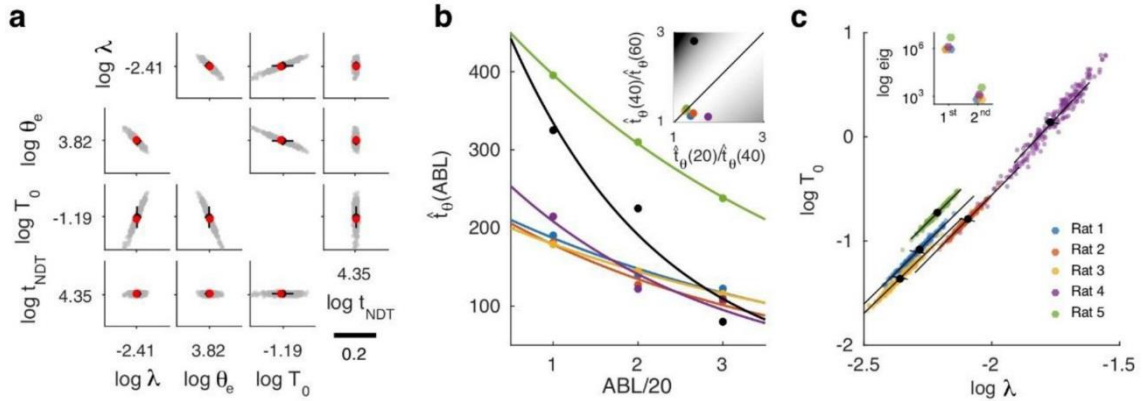 a
log λ
-2.41
log θe
3.82
log T0
-1.19
log tNDT
4.35
4.35
log tNDT
-2.41
3.82
-1.19
0.2
log λ
log θe
log T0
b
t̂θ(ABL)
400
300
200
100
1
2
3
ABL/20
t̂θ(40)/t̂θ(60)
3
1
1
3
t̂θ(20)/t̂θ(40)
c
log T0
1
0
-1
-2
-2.5
-2
-1.5
log λ
log eig
10^6
10^3
1st
2nd
Rat 1
Rat 2
Rat 3
Rat 4
Rat 5